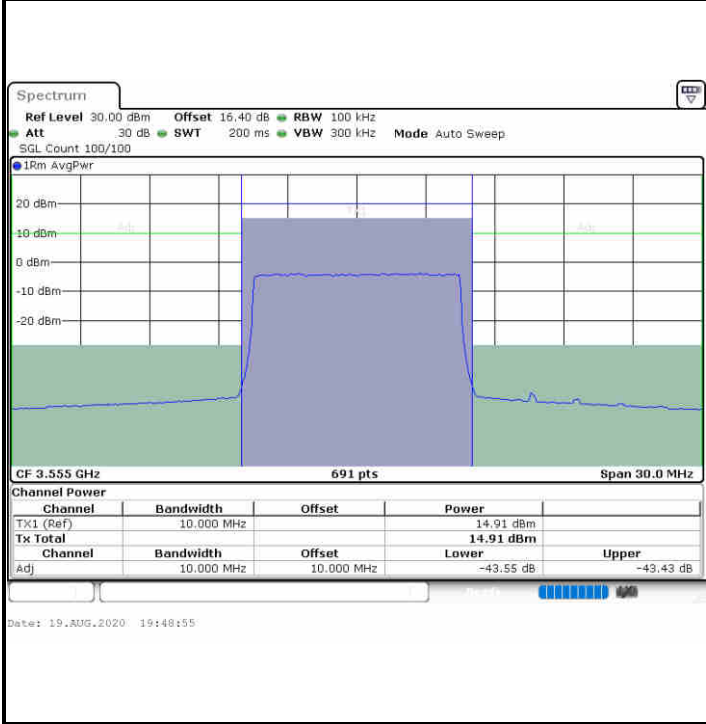 Spectrum
Ref Level 30.00 dBm Offset 16.40 dB RBW 100 kHz
Att 30 dB SWT 200 ms VBW 300 kHz Mode Auto Sweep
SGL Count 100/100
1Rm AvgPwr
20 dBm
TX1
Adj Adj
10 dBm
0 dBm
-10 dBm
-20 dBm
CF 3.555 GHz 691 pts Span 30.0 MHz
Channel Power
Channel Bandwidth Offset Power
TX1 (Ref) 10.000 MHz 14.91 dBm
Tx Total 14.91 dBm
Channel Bandwidth Offset Lower Upper
Adj 10.000 MHz 10.000 MHz -43.55 dB -43.43 dB
Date: 19.AUG.2020 19:48:55